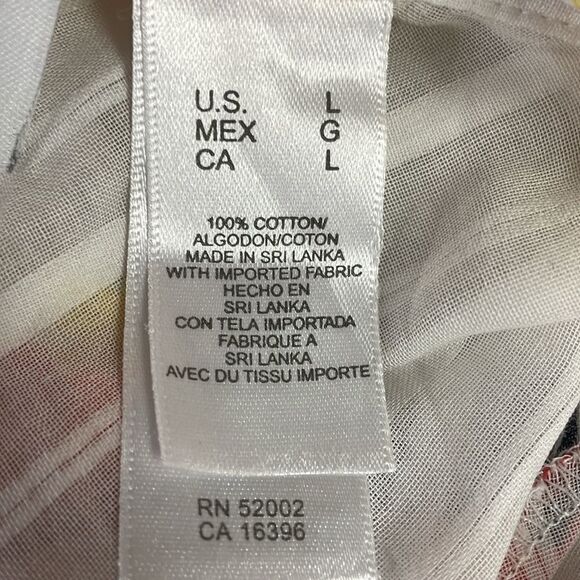 U.S. L
MEX G
CA L
100% COTTON/
ALGODON/COTON
MADE IN SRI LANKA
WITH IMPORTED FABRIC
HECHO EN
SRI LANKA
CON TELA IMPORTADA
FABRIQUE A
SRI LANKA
AVEC DU TISSU IMPORTE
RN 52002
CA 16396